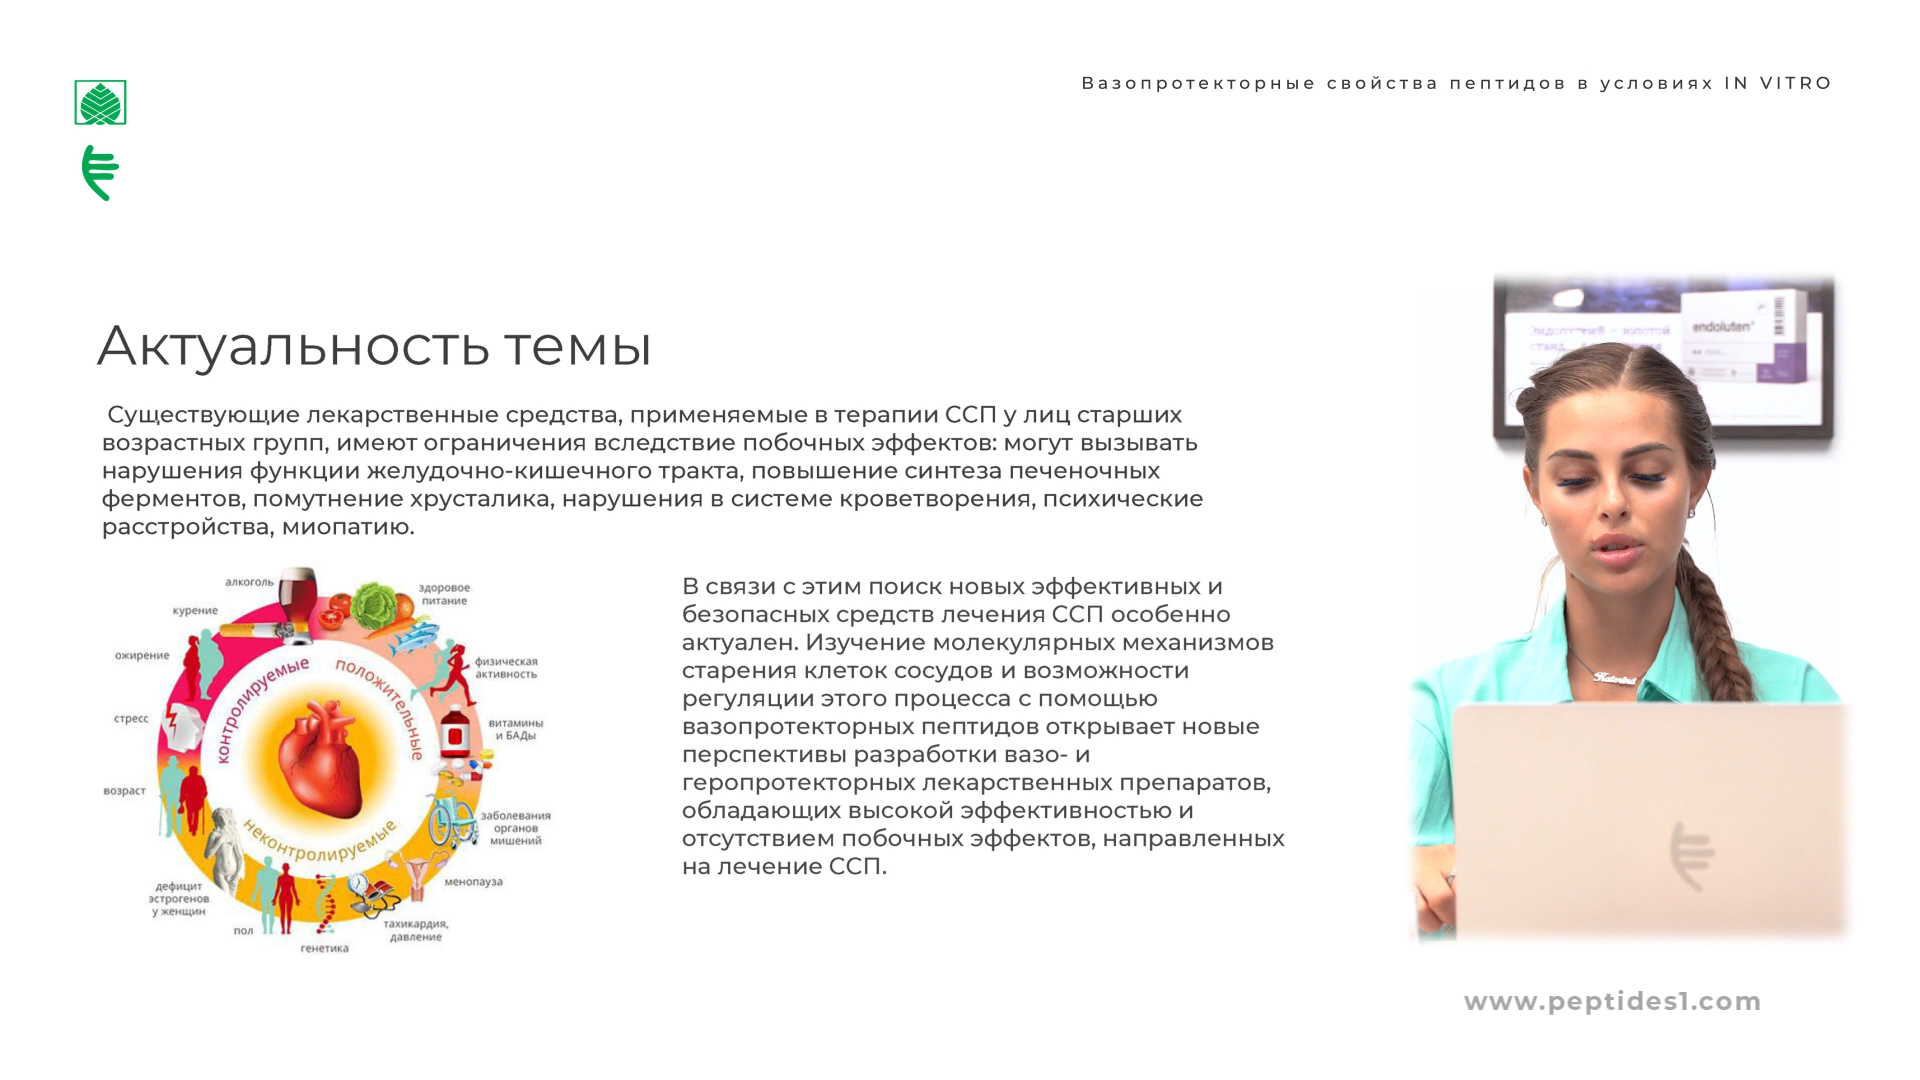 Вазопротекторные свойства пептидов в условиях IN VITRO
Актуальность темы
Существующие лекарственные средства, применяемые в терапии ССП у лиц старших
возрастных групп, имеют ограничения вследствие побочных эффектов: могут вызывать
нарушения функции желудочно-кишечного тракта, повышение синтеза печеночных
ферментов, помутнение хрусталика, нарушения в системе кроветворения, психические
расстройства, миопатию.
алкоголь
курение
ожирение
стресс
возраст
дефицит
эстрогенов
у женщин
пол
генетика
тахикардия,
давление
менопауза
заболевания
органов
мишений
витамины
и БАДы
физическая
активность
здоровое
питание
контролируемые
положительные
неконтролируемые
В связи с этим поиск новых эффективных и
безопасных средств лечения ССП особенно
актуален. Изучение молекулярных механизмов
старения клеток сосудов и возможности
регуляции этого процесса с помощью
вазопротекторных пептидов открывает новые
перспективы разработки вазо- и
геропротекторных лекарственных препаратов,
обладающих высокой эффективностью и
отсутствием побочных эффектов, направленных
на лечение ССП.
endoluten
www.peptides1.com